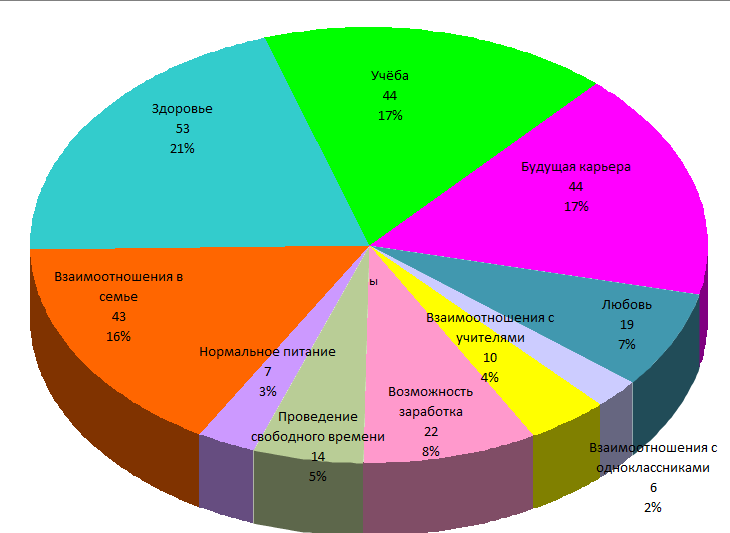 Учёба
44
17%
Здоровье
53
21%
Будущая карьера
44
17%
ы
Взаимоотношения в
семье
43
16%
Любовь
19
7%
Взаимоотношения с
учителями
10
4%
Нормальное питание
7
3%
Возможность
заработка
22
8%
Проведение
свободного времени
14
5%
Взаимоотношения с
одноклассниками
6
2%